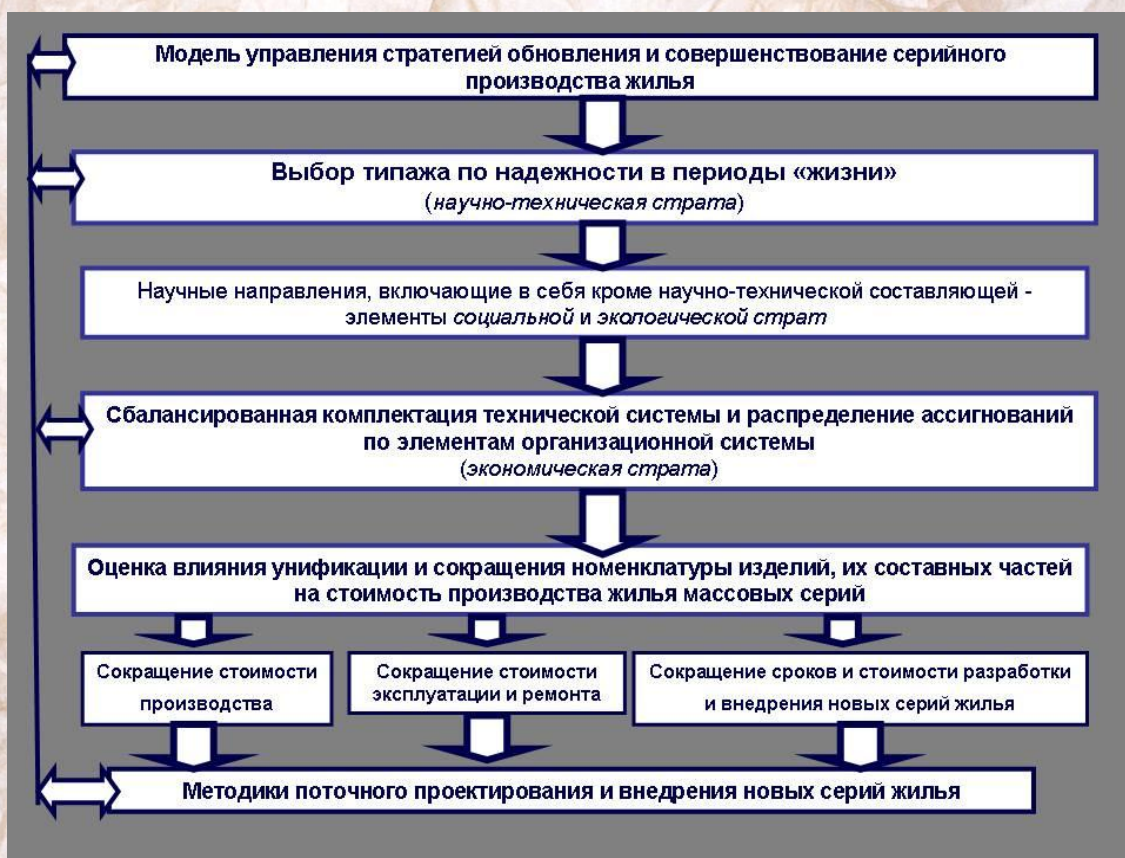 Модель управления стратегией обновления и совершенствование серийного
производства жилья
Выбор типажа по надежности в периоды «жизни»
(научно-техническая страта)
Научные направления, включающие в себя кроме научно-технической составляющей -
элементы социальной и экологической страт
Сбалансированная комплектация технической системы и распределение ассигнований
по элементам организационной системы
(экономическая страта)
Оценка влияния унификации и сокращения номенклатуры изделий, их составных частей
на стоимость производства жилья массовых серий
Сокращение стоимости
производства
Сокращение стоимости
эксплуатации и ремонта
Сокращение сроков и стоимости разработки
и внедрения новых серий жилья
Методики поточного проектирования и внедрения новых серий жилья